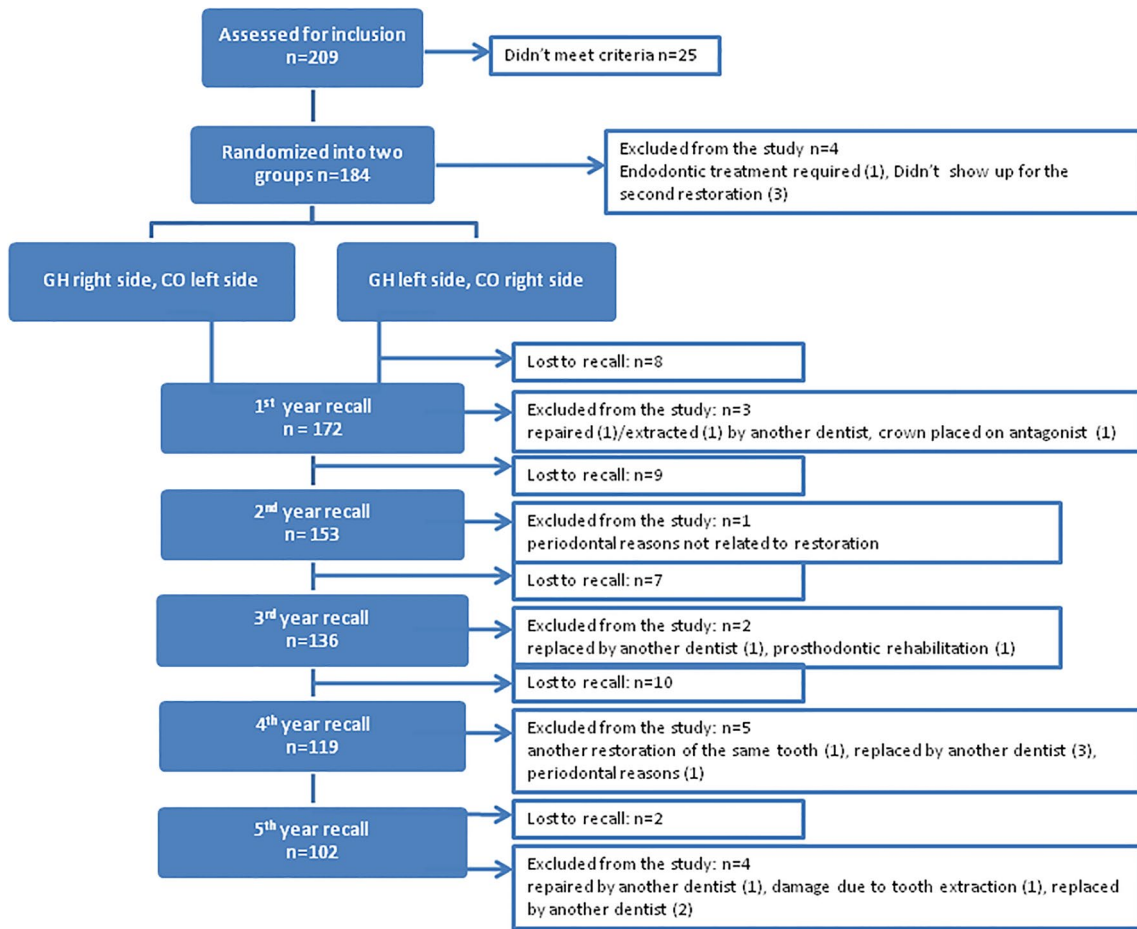 Assessed for inclusion
n=209
Didn't meet criteria n=25
Randomized into two
groups n=184
Excluded from the study n=4
Endodontic treatment required (1), Didn't show up for the
second restoration (3)
GH right side, CO left side
GH left side, CO right side
Lost to recall: n=8
1st year recall
n = 172
Excluded from the study: n=3
repaired (1)/extracted (1) by another dentist, crown placed on antagonist (1)
Lost to recall: n=9
2nd year recall
n= 153
Excluded from the study: n=1
periodontal reasons not related to restoration
Lost to recall: n=7
3rd year recall
n=136
Excluded from the study: n=2
replaced by another dentist (1), prosthodontic rehabilitation (1)
Lost to recall: n=10
4th year recall
n=119
Excluded from the study: n=5
another restoration of the same tooth (1), replaced by another dentist (3),
periodontal reasons (1)
Lost to recall: n=2
5th year recall
n=102
Excluded from the study: n=4
repaired by another dentist (1), damage due to tooth extraction (1), replaced
by another dentist (2)